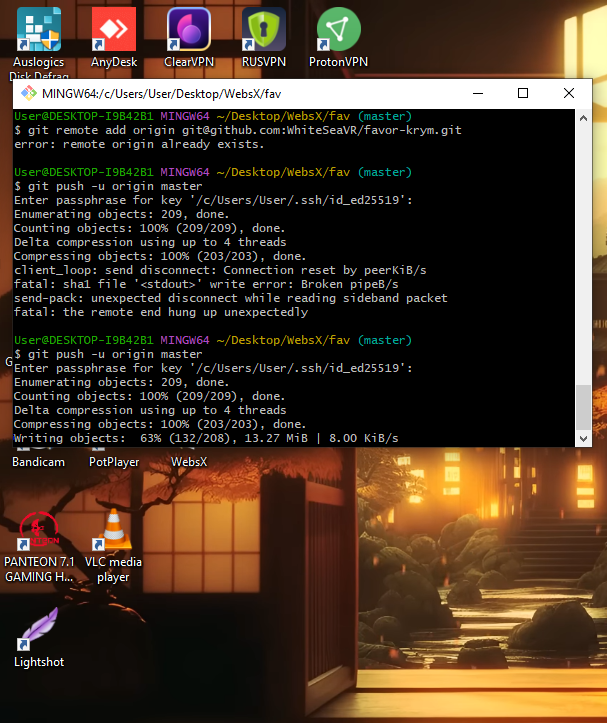 Auslogics
Disk Defrag
AnyDesk
ClearVPN
RUSVPN
ProtonVPN
MINGW64:/c/Users/User/Desktop/WebsX/fav
User@DESKTOP-I9B42B1 MINGW64 ~/Desktop/WebsX/fav (master)
$ git remote add origin git@github.com:WhiteSeaVR/favor-krym.git
error: remote origin already exists.
User@DESKTOP-I9B42B1 MINGW64 ~/Desktop/WebsX/fav (master)
$ git push -u origin master
Enter passphrase for key '/c/Users/User/.ssh/id_ed25519':
Enumerating objects: 209, done.
Counting objects: 100% (209/209), done.
Delta compression using up to 4 threads
Compressing objects: 100% (203/203), done.
client_loop: send disconnect: Connection reset by peerKiB/s
fatal: sha1 file '<stdout>' write error: Broken pipeB/s
send-pack: unexpected disconnect while reading sideband packet
fatal: the remote end hung up unexpectedly
User@DESKTOP-I9B42B1 MINGW64 ~/Desktop/WebsX/fav (master)
$ git push -u origin master
Enter passphrase for key '/c/Users/User/.ssh/id_ed25519':
Enumerating objects: 209, done.
Counting objects: 100% (209/209), done.
Delta compression using up to 4 threads
Compressing objects: 100% (203/203), done.
Writing objects:  63% (132/208), 13.27 MiB | 8.00 KiB/s
G
Bandicam
PotPlayer
WebsX
PANTEON 7.1
GAMING H...
VLC media
player
Lightshot